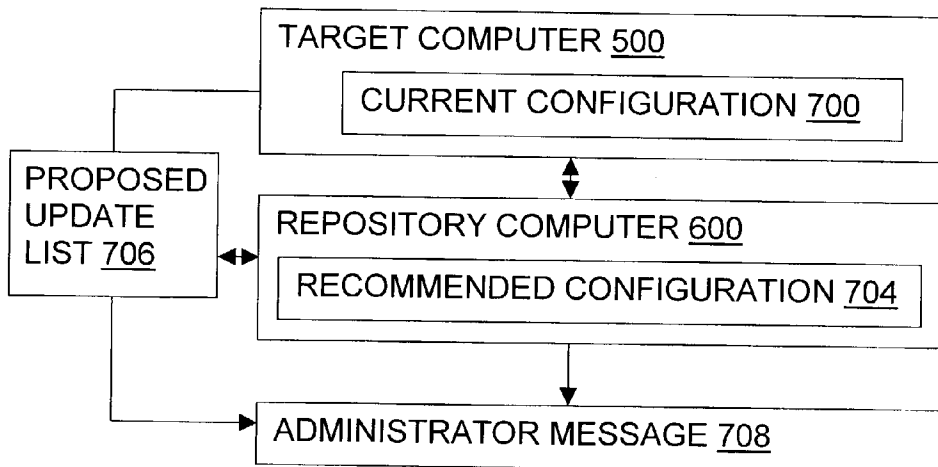 TARGET COMPUTER 500
CURRENT CONFIGURATION 700
PROPOSED
UPDATE
LIST 706
REPOSITORY COMPUTER 600
RECOMMENDED CONFIGURATION 704
ADMINISTRATOR MESSAGE 708